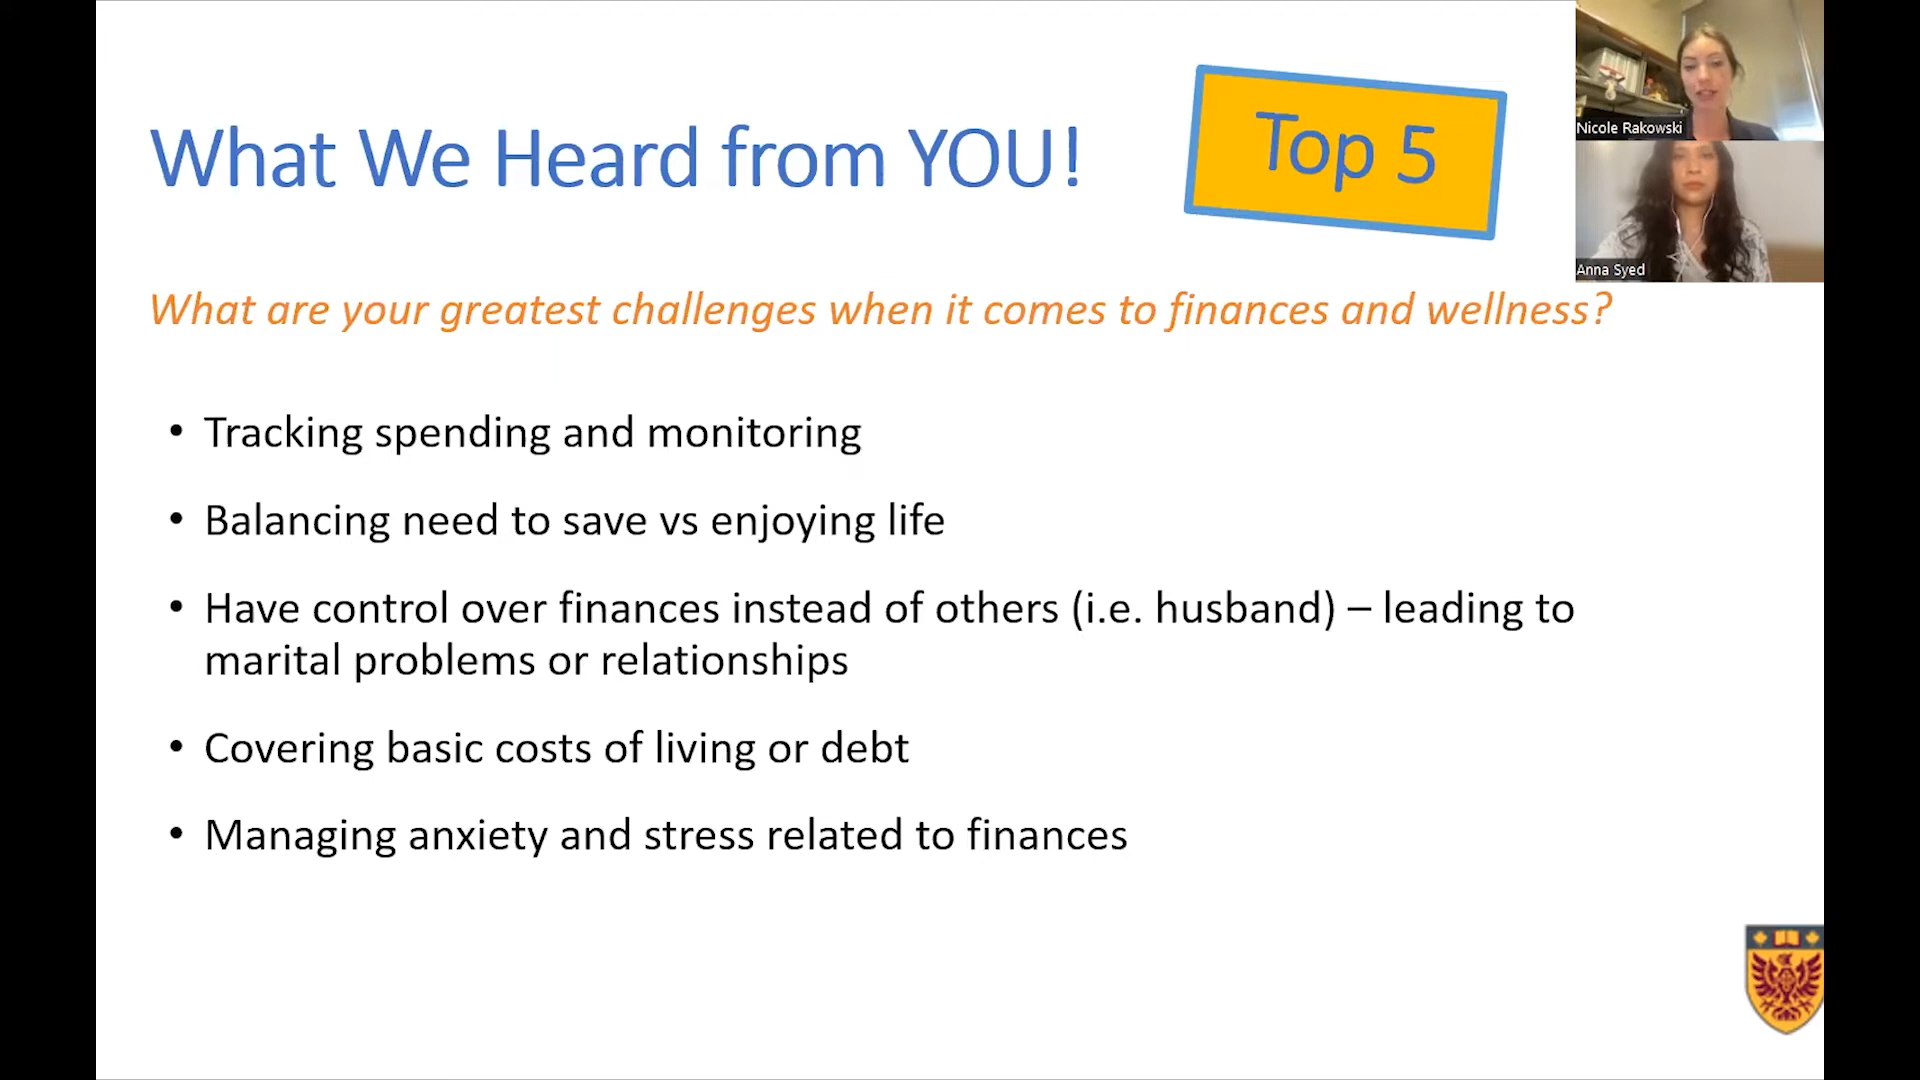 What We Heard from YOU!
Top 5
Nicole Rakowski
Anna Syed
What are your greatest challenges when it comes to finances and wellness?
• Tracking spending and monitoring
• Balancing need to save vs enjoying life
• Have control over finances instead of others (i.e. husband) – leading to
marital problems or relationships
• Covering basic costs of living or debt
• Managing anxiety and stress related to finances